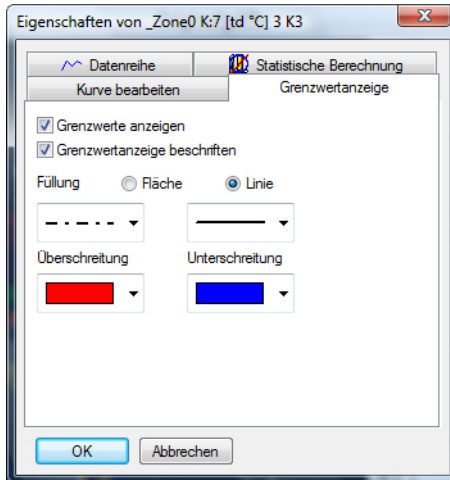 Eigenschaften von _Zone0 K:7 [td °C] 3 K3
Datenreihe Statistische Berechnung
Kurve bearbeiten Grenzwertanzeige
Grenzwerte anzeigen
Grenzwertanzeige beschriften
Füllung Fläche Linie
Überschreitung Unterschreitung
OK Abbrechen